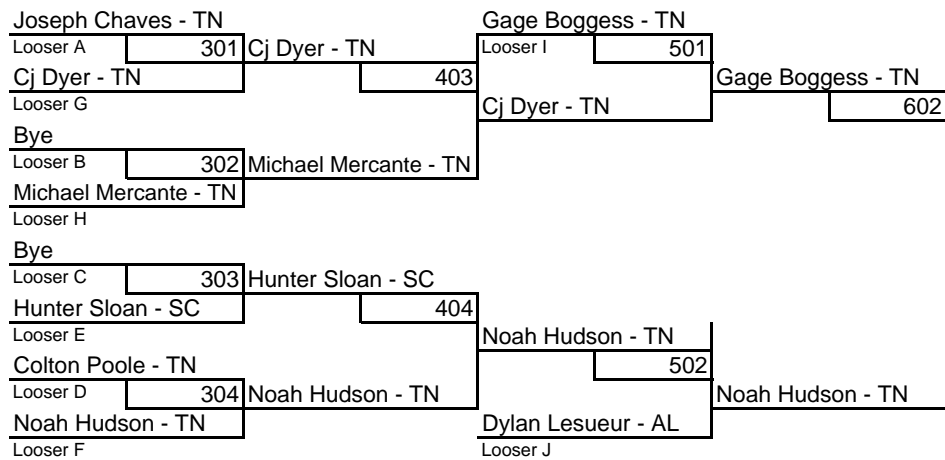 Joseph Chaves - TN Gage Boggess - TN
Looser A 301 Cj Dyer - TN Looser I 501
Cj Dyer - TN 403 Gage Boggess - TN
Looser G Cj Dyer - TN 602
Bye
Looser B 302 Michael Mercante - TN
Michael Mercante - TN
Looser H
Bye
Looser C 303 Hunter Sloan - SC
Hunter Sloan - SC 404
Looser E Noah Hudson - TN
Colton Poole - TN 502
Looser D 304 Noah Hudson - TN Noah Hudson - TN
Noah Hudson - TN Dylan Lesueur - AL
Looser F Looser J